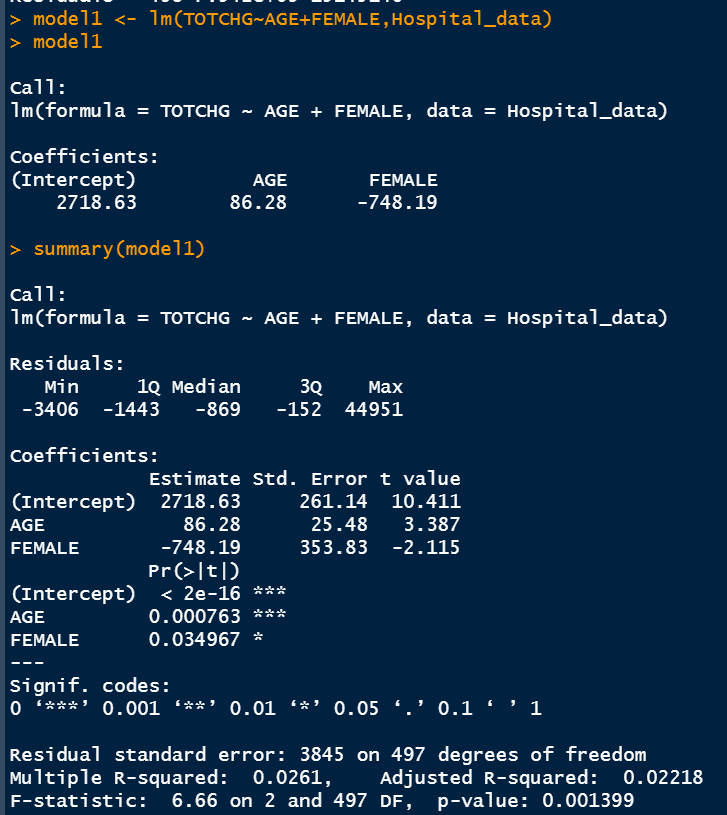 > model1 <- lm(TOTCHG~AGE+FEMALE,Hospital_data)
> model1
Call:
lm(formula = TOTCHG ~ AGE + FEMALE, data = Hospital_data)
Coefficients:
(Intercept)          AGE       FEMALE
    2718.63        86.28      -748.19
> summary(model1)
Call:
lm(formula = TOTCHG ~ AGE + FEMALE, data = Hospital_data)
Residuals:
   Min     1Q Median     3Q    Max
 -3406  -1443   -869   -152  44951
Coefficients:
            Estimate Std. Error t value
(Intercept)  2718.63     261.14  10.411
AGE            86.28      25.48   3.387
FEMALE       -748.19     353.83  -2.115
            Pr(>|t|)
(Intercept)  < 2e-16 ***
AGE         0.000763 ***
FEMALE      0.034967 *
---
Signif. codes:
0 ‘***’ 0.001 ‘**’ 0.01 ‘*’ 0.05 ‘.’ 0.1 ‘ ’ 1
Residual standard error: 3845 on 497 degrees of freedom
Multiple R-squared:  0.0261,    Adjusted R-squared:  0.02218
F-statistic:  6.66 on 2 and 497 DF,  p-value: 0.001399